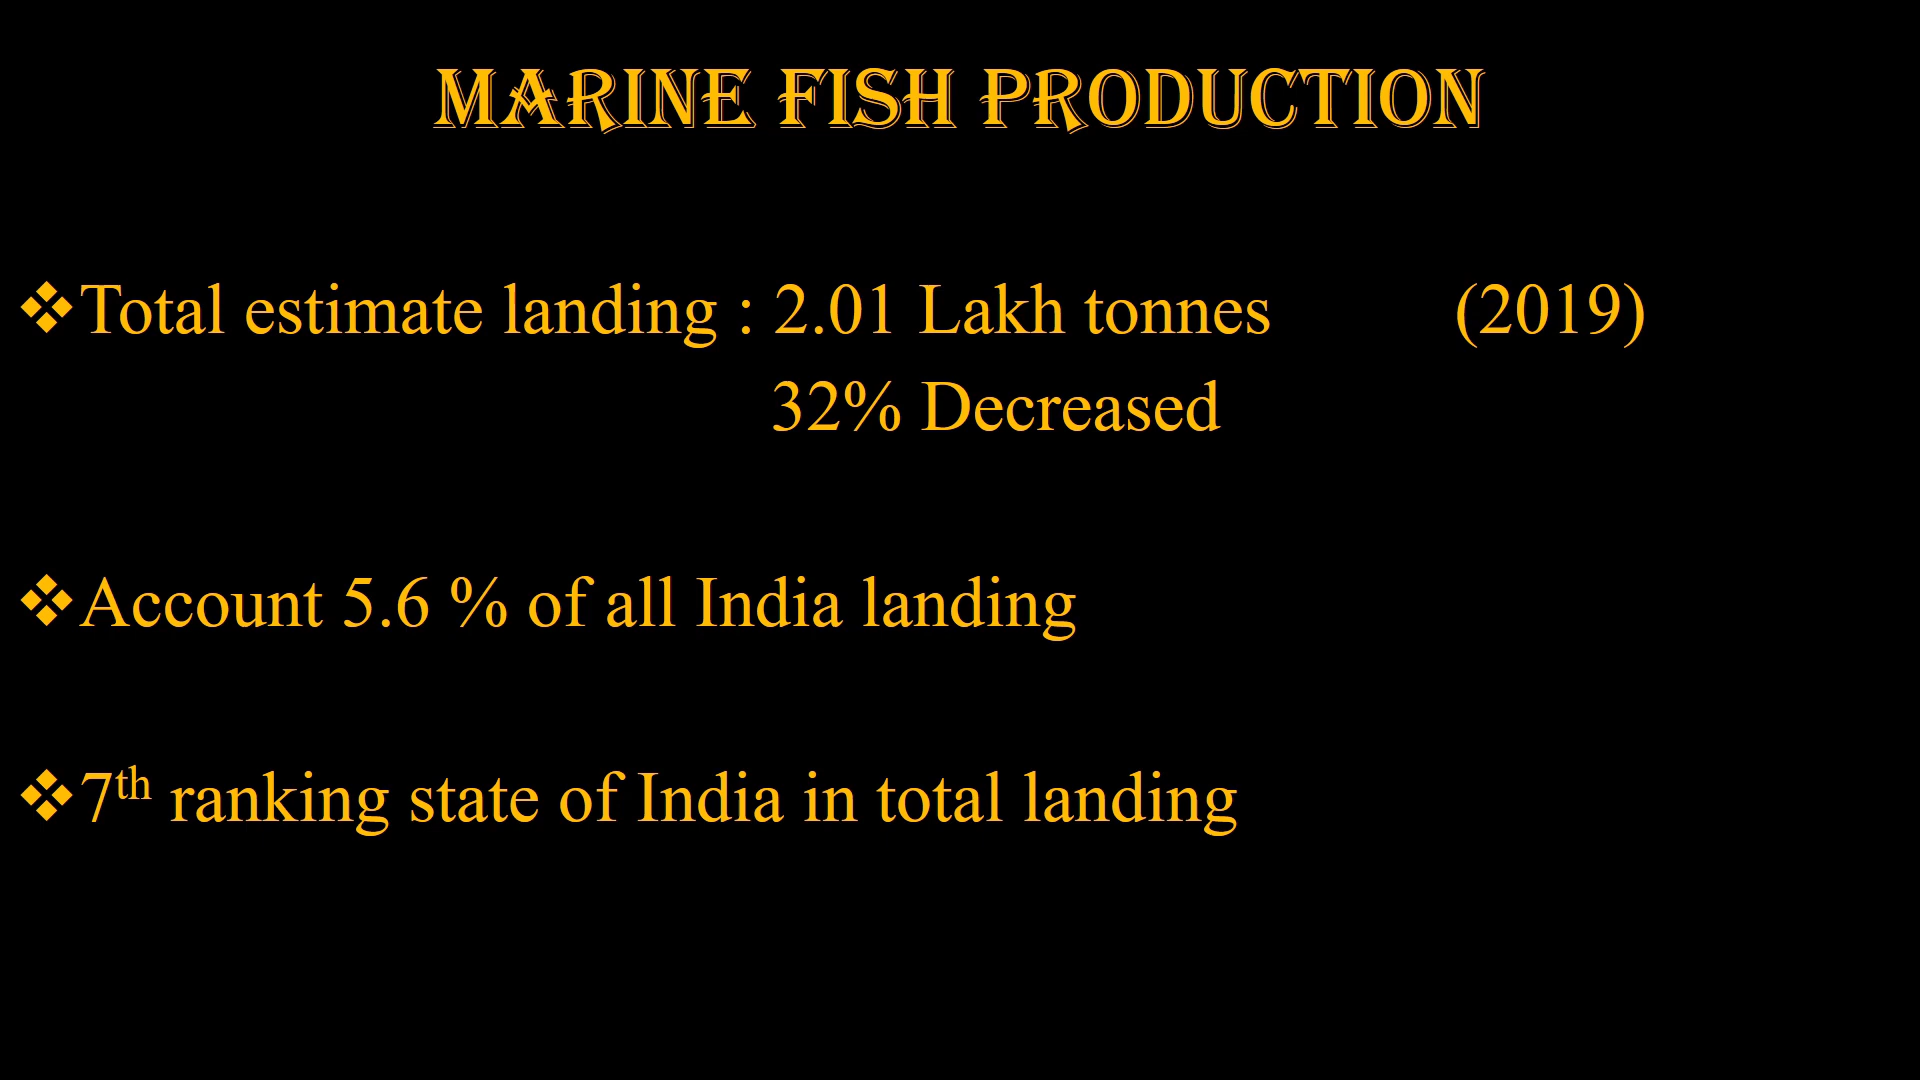 MARINE FISH PRODUCTION
❖Total estimate landing : 2.01 Lakh tonnes (2019)
32% Decreased
❖Account 5.6 % of all India landing
❖7th ranking state of India in total landing